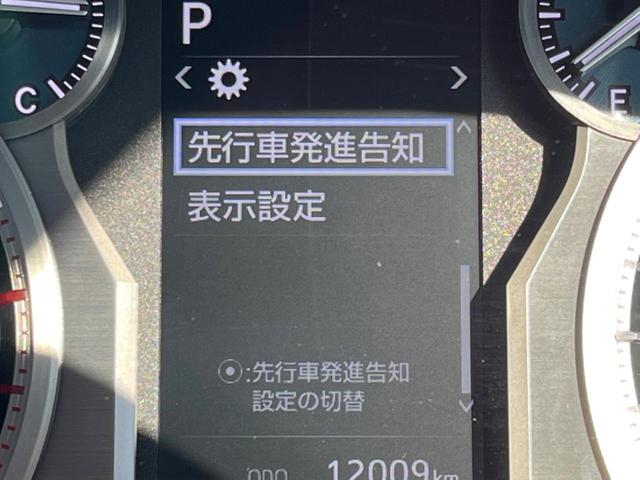 P
C
E
先行車発進告知
表示設定
⦿:先行車発進告知
設定の切替
ODO 12009km